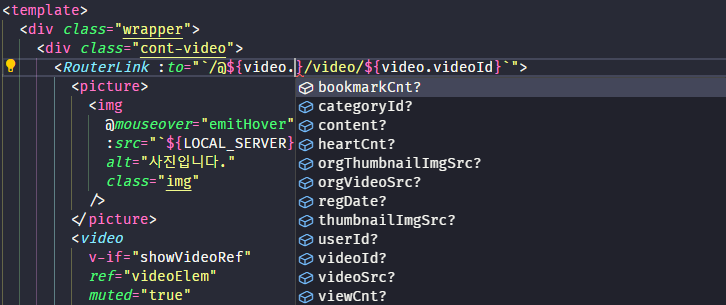 <template>
<div class="wrapper">
<div class="cont-video">
<RouterLink :to="`/@${video.}/video/${video.videoId}`">
<picture>
<img
@mouseover="emitHover"
:src="`${LOCAL_SERVER}
alt="사진입니다."
class="img"
/>
</picture>
<video
v-if="showVideoRef"
ref="videoElem"
muted="true"
bookmarkCnt?
categoryId?
content?
heartCnt?
orgThumbnailImgSrc?
orgVideoSrc?
regDate?
thumbnailImgSrc?
userId?
videoId?
videoSrc?
viewCnt?